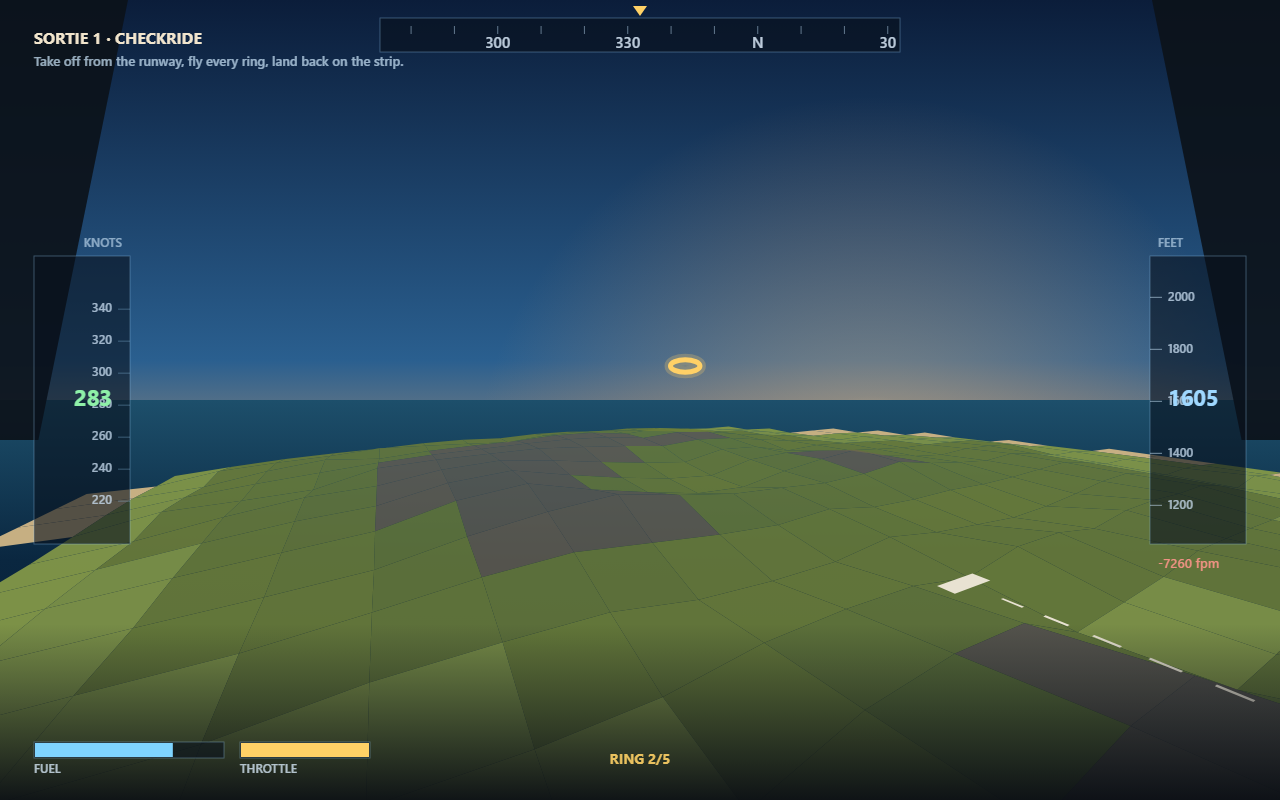 SORTIE 1 · CHECKRIDE
Take off from the runway, fly every ring, land back on the strip.
300 330 N 30
KNOTS
340
320
300
283
280
260
240
220
FEET
2000
1800
1605
1600
1400
1200
-7260 fpm
FUEL
THROTTLE
RING 2/5